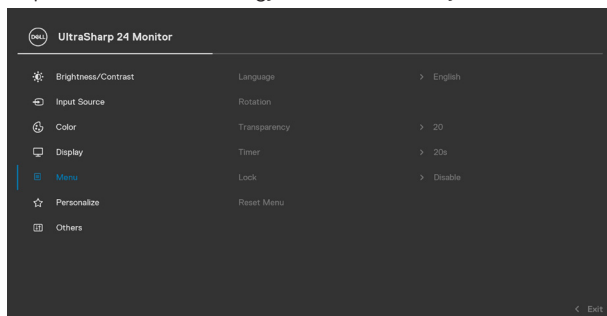 DELL UltraSharp 24 Monitor
Brightness/Contrast Language > English
Input Source Rotation
Color Transparency > 20
Display Timer > 20s
Menu Lock > Disable
Personalize Reset Menu
Others
< Exit